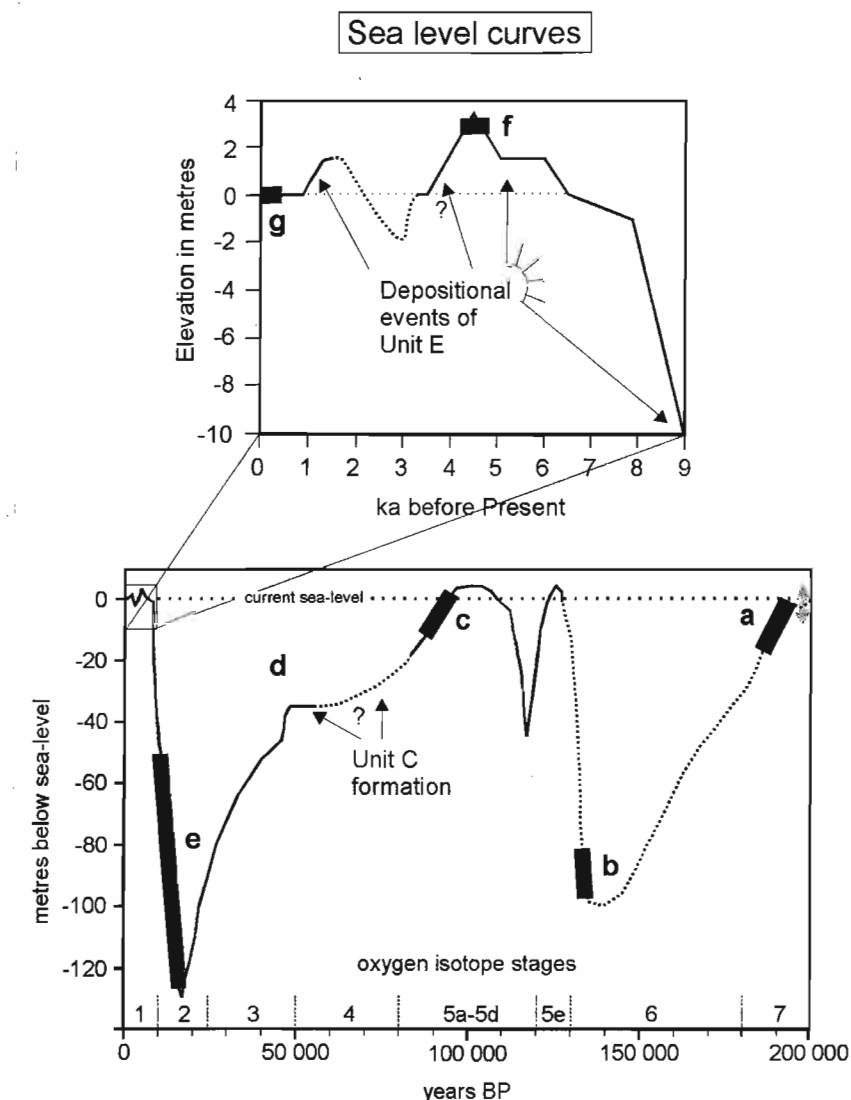 Sea level curves
4
2
0
-2
-4
-6
-8
-10
Elevation in metres
f
g
?
Depositional
events of
Unit E
0 1 2 3 4 5 6 7 8 9
ka before Present
0
-20
-40
-60
-80
-100
-120
metres below sea-level
current sea-level
a
c
d
?
Unit C
formation
e
b
oxygen isotope stages
1 2 3 4 5a-5d 5e 6 7
0 50 000 100 000 150 000 200 000
years BP